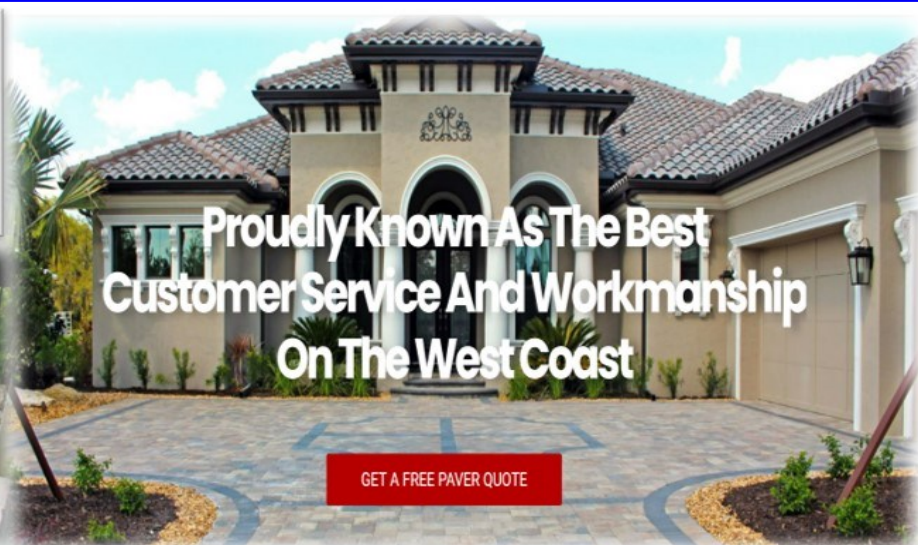 Proudly Known As The Best
Customer Service And Workmanship
On The West Coast
GET A FREE PAVER QUOTE